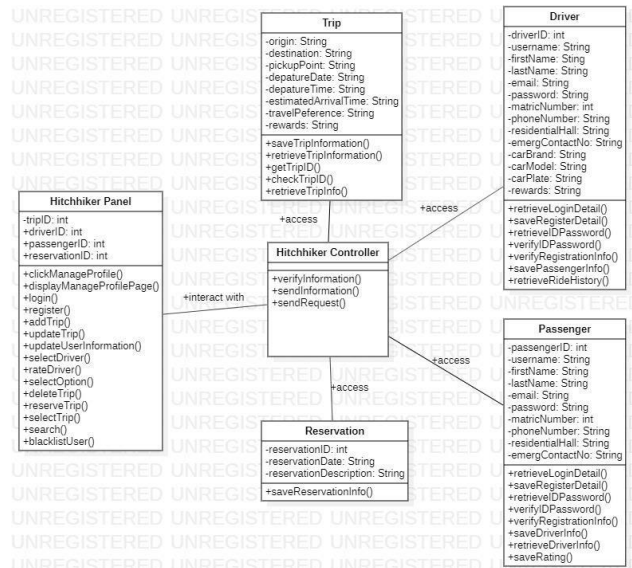 Trip
-origin: String
-destination: String
-pickupPoint: String
-depatureDate: String
-depatureTime: String
-estimatedArrivalTime: String
-travelPeference: String
-rewards: String
+saveTripInformation()
+retrieveTripInformation()
+getTripID()
+checkTripID()
+retrieveTripInfo()
Driver
-driverID: int
-username: String
-firstName: String
-lastName: String
-email: String
-password: String
-matricNumber: int
-phoneNumber: String
-residentialHall: String
-emergContactNo: String
-carBrand: String
-carModel: String
-carPlate: String
-rewards: String
+retrieveLoginDetail()
+saveRegisterDetail()
+retrieveIDPassword()
+verifyIDPassword()
+verifyRegistrationInfo()
+savePassengerInfo()
+retrieveRideHistory()
Hitchhiker Panel
-tripID: int
+driverID: int
+passengerID: int
+reservationID: int
+clickManageProfile()
+displayManageProfilePage()
+login()
+register()
+addTrip()
+updateTrip()
+updateUserInformation()
+selectDriver()
+rateDriver()
+selectOption()
+deleteTrip()
+reserveTrip()
+selectTrip()
+search()
+blacklistUser()
+interact with
+access
+access
Hitchhiker Controller
+verifyInformation()
+sendInformation()
+sendRequest()
+access
+access
Reservation
-reservationID: int
-reservationDate: String
-reservationDescription: String
+saveReservationInfo()
Passenger
-passengerID: int
-username: String
-firstName: String
-lastName: String
-email: String
-password: String
-matricNumber: int
-phoneNumber: String
-residentialHall: String
-emergContactNo: String
+retrieveLoginDetail()
+saveRegisterDetail()
+retrieveIDPassword()
+verifyIDPassword()
+verifyRegistrationInfo()
+saveDriverInfo()
+retrieveDriverInfo()
+saveRating()
UNREGISTERED